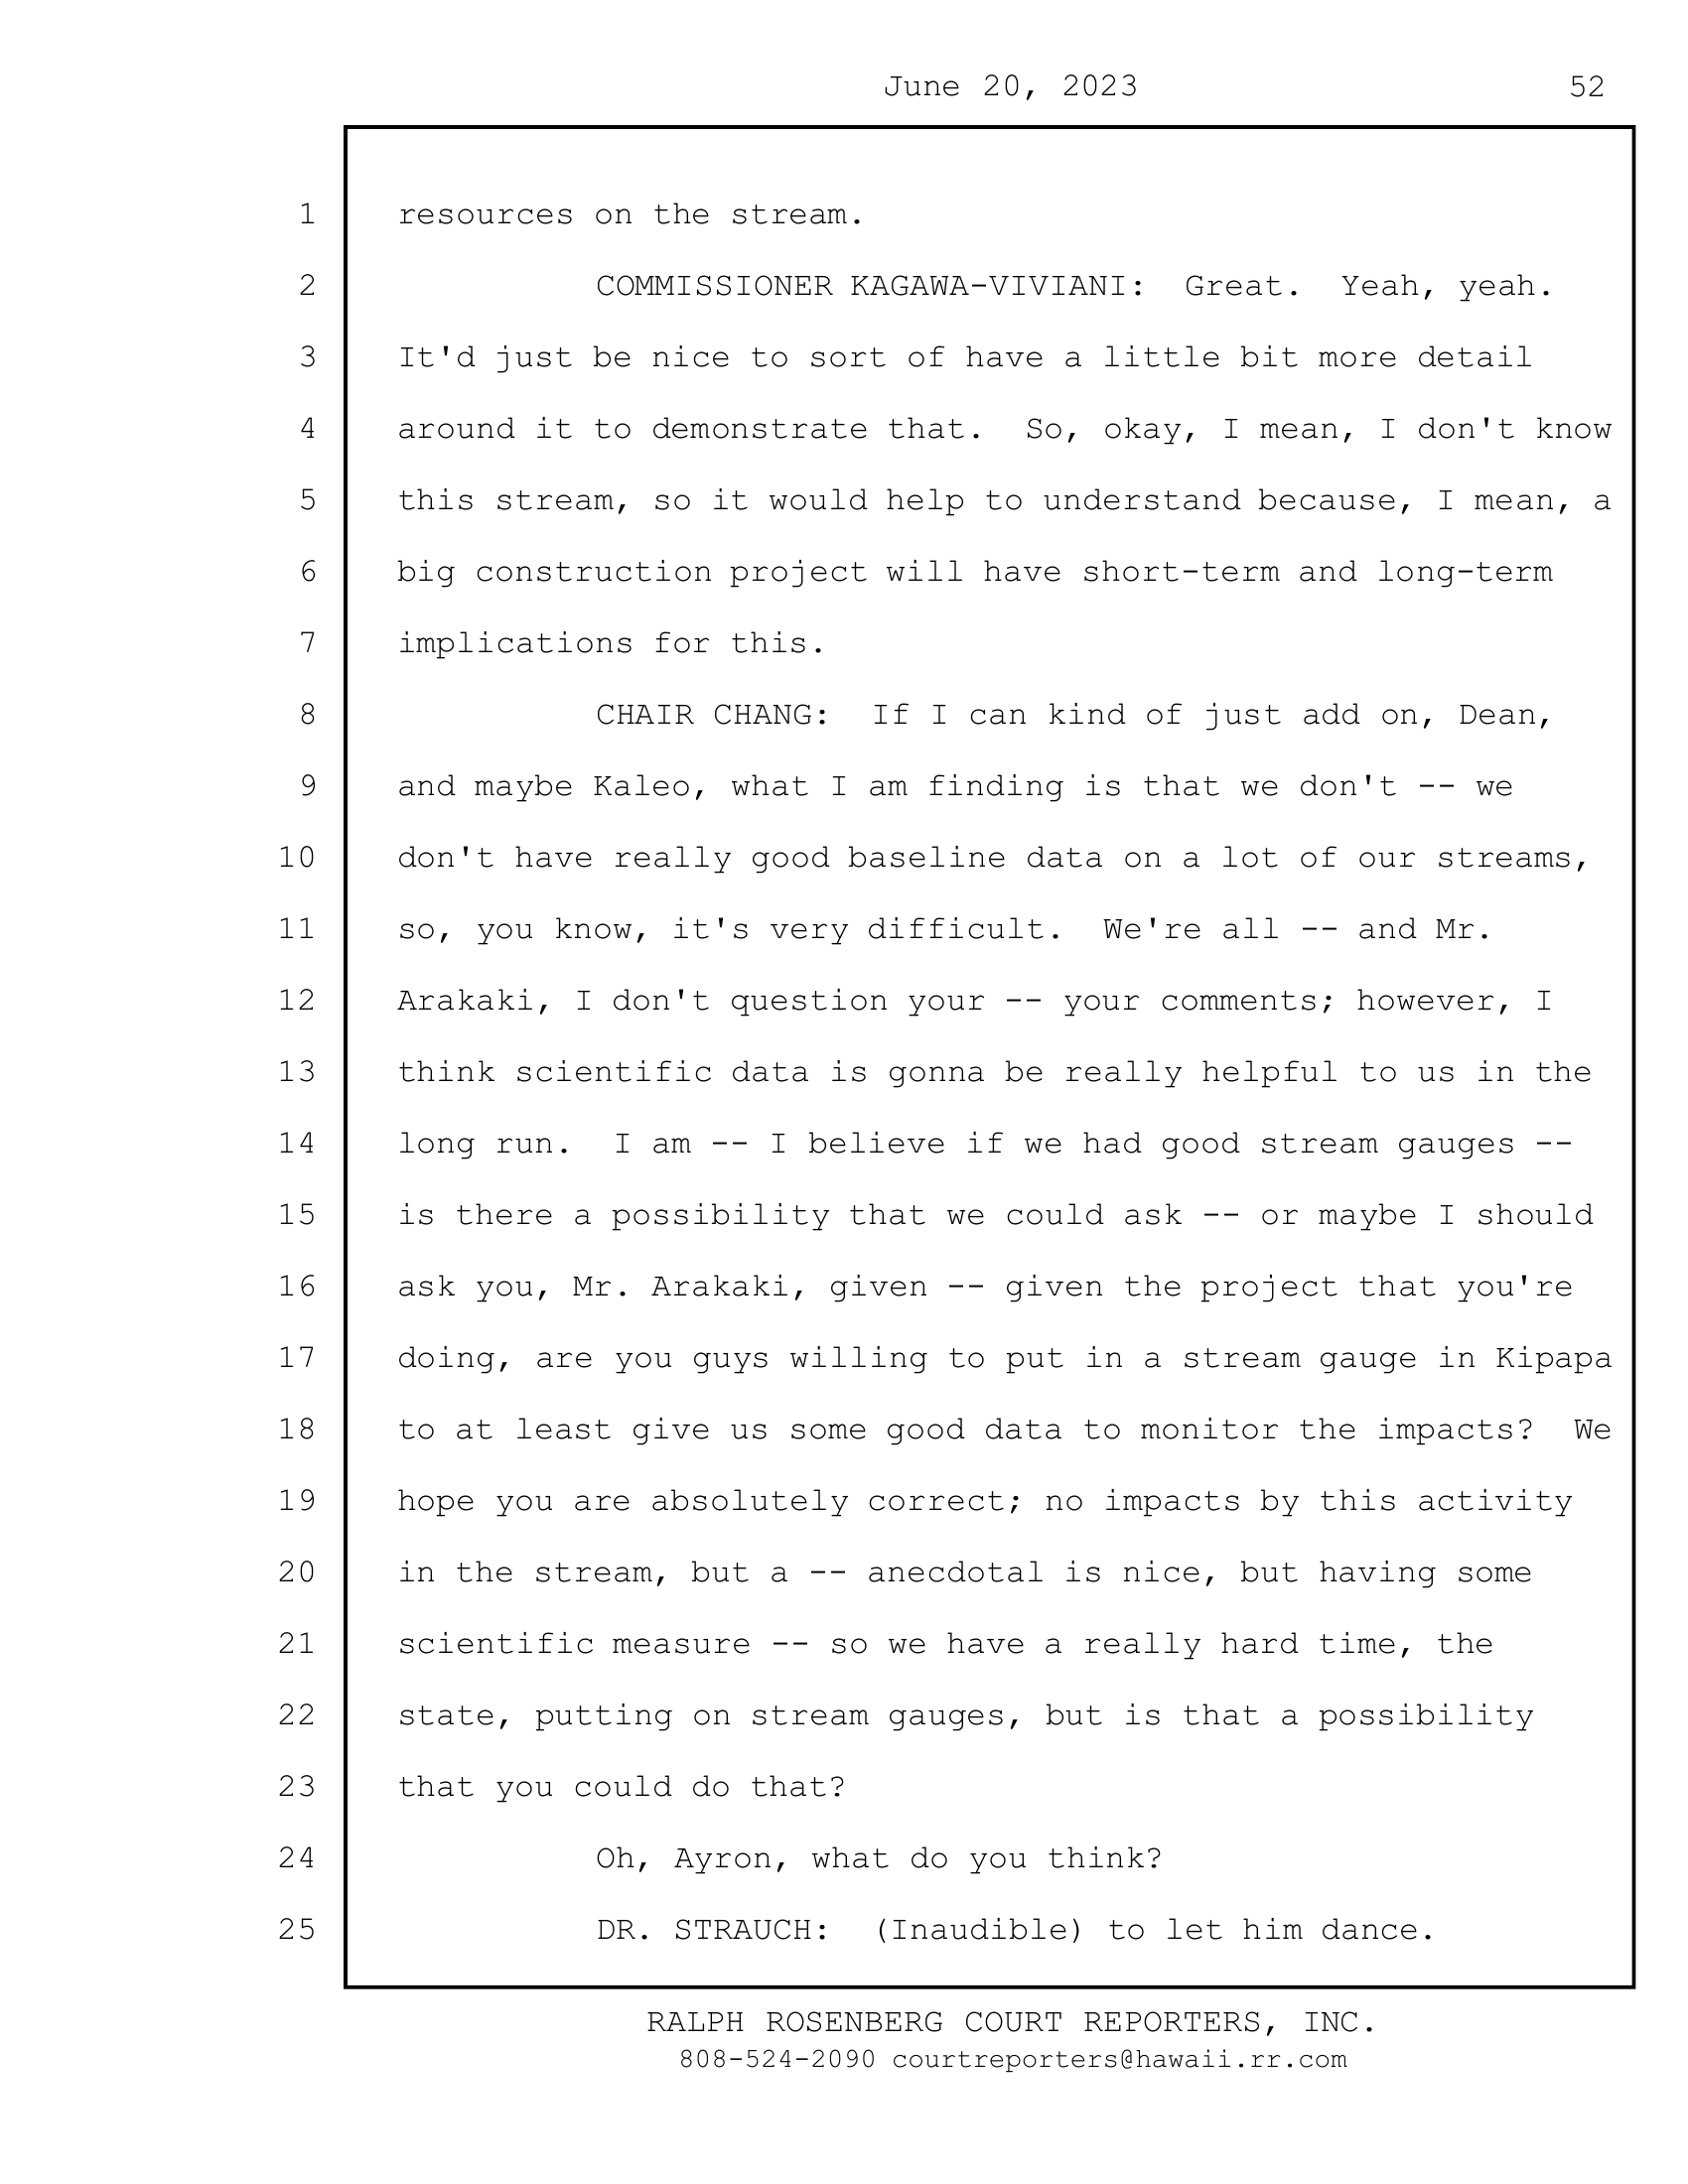 June 20, 2023 52
1 resources on the stream.
2 COMMISSIONER KAGAWA-VIVIANI: Great. Yeah, yeah.
3 It'd just be nice to sort of have a little bit more detail
4 around it to demonstrate that. So, okay, I mean, I don't know
5 this stream, so it would help to understand because, I mean, a
6 big construction project will have short-term and long-term
7 implications for this.
8 CHAIR CHANG: If I can kind of just add on, Dean,
9 and maybe Kaleo, what I am finding is that we don't -- we
10 don't have really good baseline data on a lot of our streams,
11 so, you know, it's very difficult. We're all -- and Mr.
12 Arakaki, I don't question your -- your comments; however, I
13 think scientific data is gonna be really helpful to us in the
14 long run. I am -- I believe if we had good stream gauges --
15 is there a possibility that we could ask -- or maybe I should
16 ask you, Mr. Arakaki, given -- given the project that you're
17 doing, are you guys willing to put in a stream gauge in Kipapa
18 to at least give us some good data to monitor the impacts? We
19 hope you are absolutely correct; no impacts by this activity
20 in the stream, but a -- anecdotal is nice, but having some
21 scientific measure -- so we have a really hard time, the
22 state, putting on stream gauges, but is that a possibility
23 that you could do that?
24 Oh, Ayron, what do you think?
25 DR. STRAUCH: (Inaudible) to let him dance.
RALPH ROSENBERG COURT REPORTERS, INC.
808-524-2090 courtreporters@hawaii.rr.com